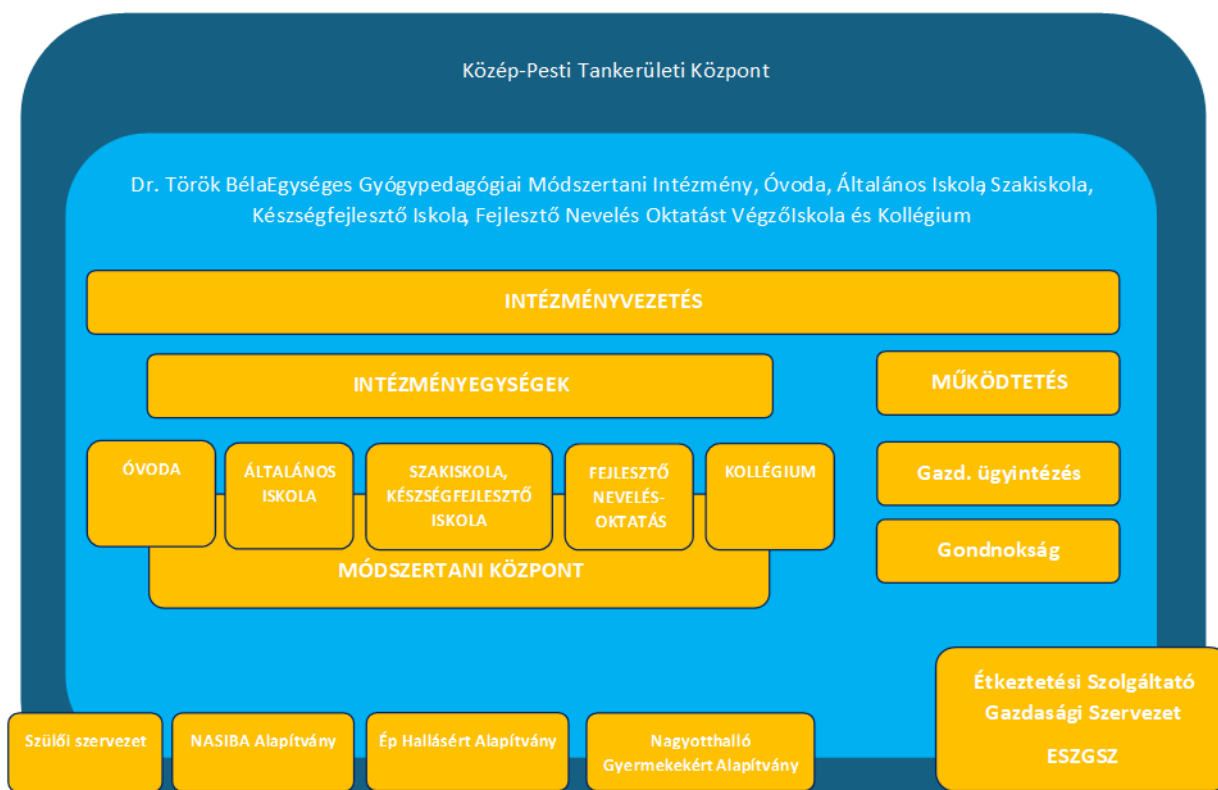 Közép-Pesti Tankerületi Központ
Dr. Török BélaEgységes Gyógypedagógiai Módszertani Intézmény, Óvoda, Általános Iskola, Szakiskola,
Készségfejlesztő Iskola, Fejlesztő Nevelés Oktatást VégzőIskola és Kollégium
INTÉZMÉNYVEZETÉS
INTÉZMÉNYEGYSÉGEK
MŰKÖDTETÉS
ÓVODA
ÁLTALÁNOS
ISKOLA
SZAKISKOLA,
KÉSZSÉGFEJLESZTŐ
ISKOLA
FEJLESZTŐ
NEVELÉS-
OKTATÁS
KOLLÉGIUM
Gazd. ügyintézés
Gondnokság
MÓDSZERTANI KÖZPONT
Étkeztetési Szolgáltató
Gazdasági Szervezet
ESZGSZ
Szülői szervezet
NASIBA Alapítvány
Ép Hallásért Alapítvány
Nagyotthalló
Gyermekekért Alapítvány